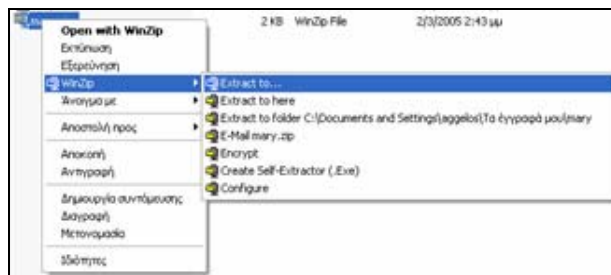 2 KB WinZip File 2/3/2005 2:43 μμ
Open with WinZip
Εκτύπωση
Εξερεύνηση
WinZip
Άνοιγμα με
Αποστολή προς
Αποκοπή
Αντιγραφή
Δημιουργία συντόμευσης
Διαγραφή
Μετονομασία
Ιδιότητες
Extract to...
Extract to here
Extract to folder C:\Documents and Settings\aggelos\Τα έγγραφά μου\mary
E-Mail mary.zip
Encrypt
Create Self-Extractor (.Exe)
Configure